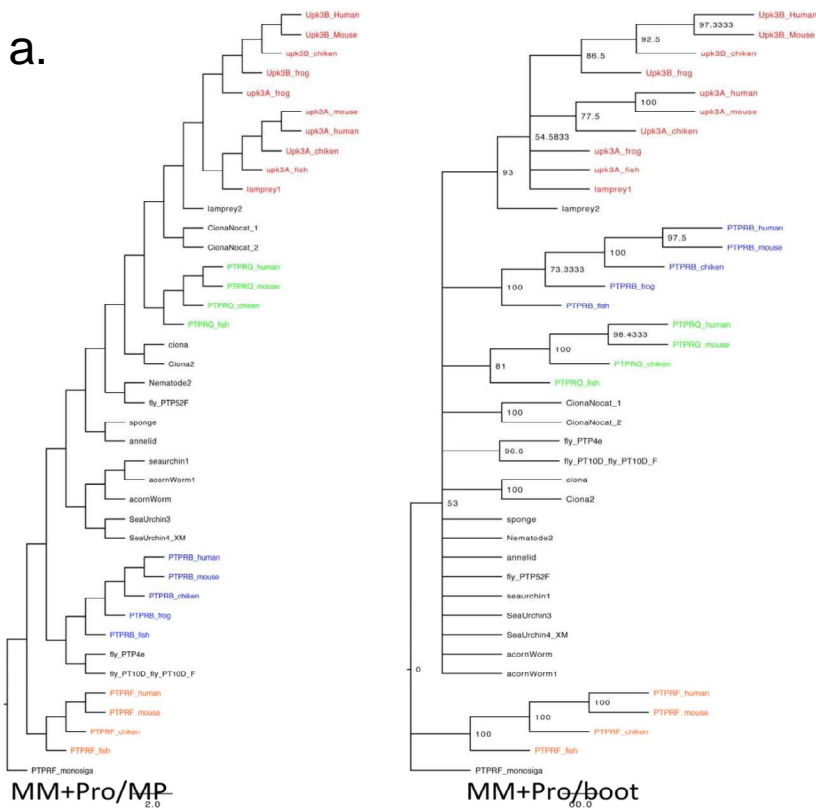 a.
Upk3B_Human
Upk3B_Mouse
upk3B_chiken
Upk3B_frog
upk3A_frog
upk3A_mouse
upk3A_human
Upk3A_chiken
upk3A_fish
lamprey1
lamprey2
CionaNocat_1
CionaNocat_2
PTPRQ_human
PTPRQ_mouse
PTPRQ_chiken
PTPRQ_fish
ciona
Ciona2
Nematode2
fly_PTP52F
sponge
annelid
seaurchin1
acornWorm1
acornWorm
SeaUrchin3
SeaUrchin4_XM
PTPRB_human
PTPRB_mouse
PTPRB_chiken
PTPRB_frog
PTPRB_fish
fly_PTP4e
fly_PT10D_fly_PT10D_F
PTPRF_human
PTPRF_mouse
PTPRF_chiken
PTPRF_fish
PTPRF_monosiga
MM+Pro/MP
2.0
Upk3B_Human
97.3333
Upk3B_Mouse
92.5
upk3B_chiken
86.5
Upk3B_frog
upk3A_human
100
upk3A_mouse
77.5
Upk3A_chiken
54.5833
upk3A_frog
93
upk3A_fish
lamprey1
lamprey2
PTPRB_human
97.5
PTPRB_mouse
100
PTPRB_chiken
73.3333
PTPRB_frog
100
PTPRB_fish
PTPRQ_human
98.4333
PTPRQ_mouse
100
PTPRQ_chiken
81
PTPRQ_fish
CionaNocat_1
100
CionaNocat_2
fly_PTP4e
96.6
fly_PT10D_fly_PT10D_F
ciona
100
Ciona2
53
sponge
Nematode2
annelid
fly_PTP52F
seaurchin1
SeaUrchin3
SeaUrchin4_XM
acornWorm
0
acornWorm1
PTPRF_human
100
PTPRF_mouse
100
PTPRF_chiken
100
PTPRF_fish
PTPRF_monosiga
MM+Pro/boot
60.0